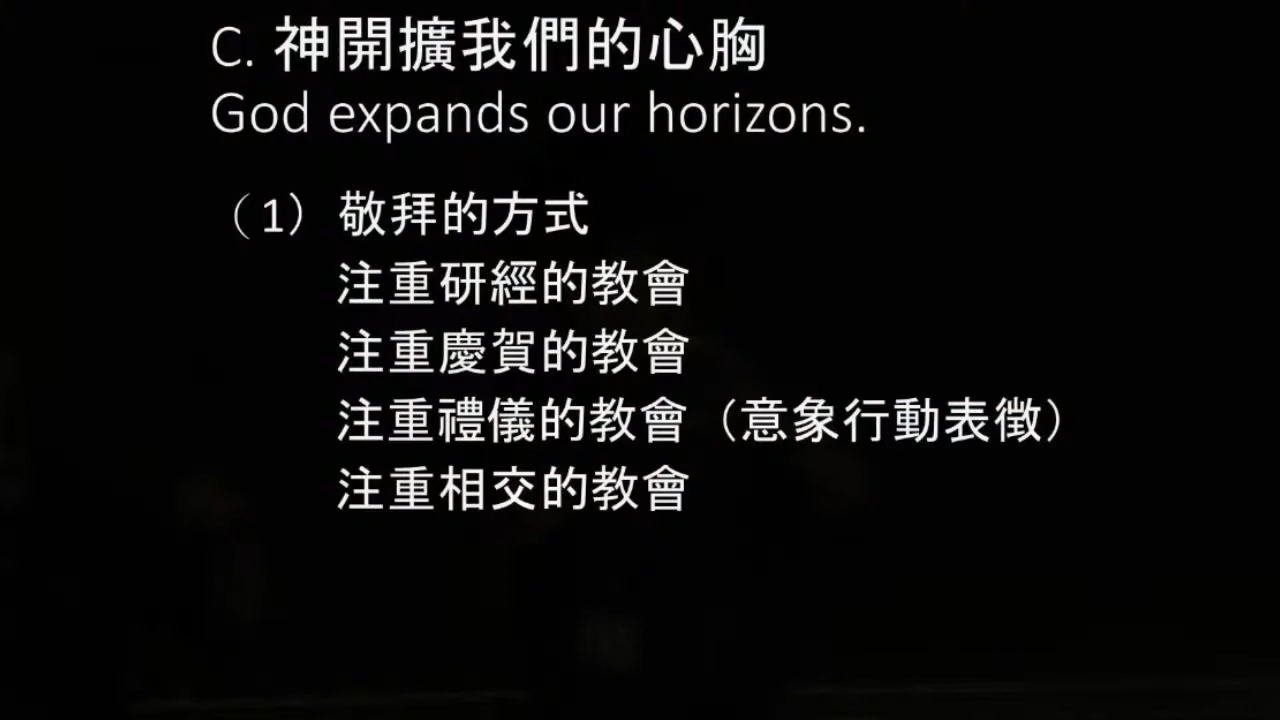 C. 神開擴我們的心胸
God expands our horizons.
（1） 敬拜的方式
注重研經的教會
注重慶賀的教會
注重禮儀的教會（意象行動表徵）
注重相交的教會